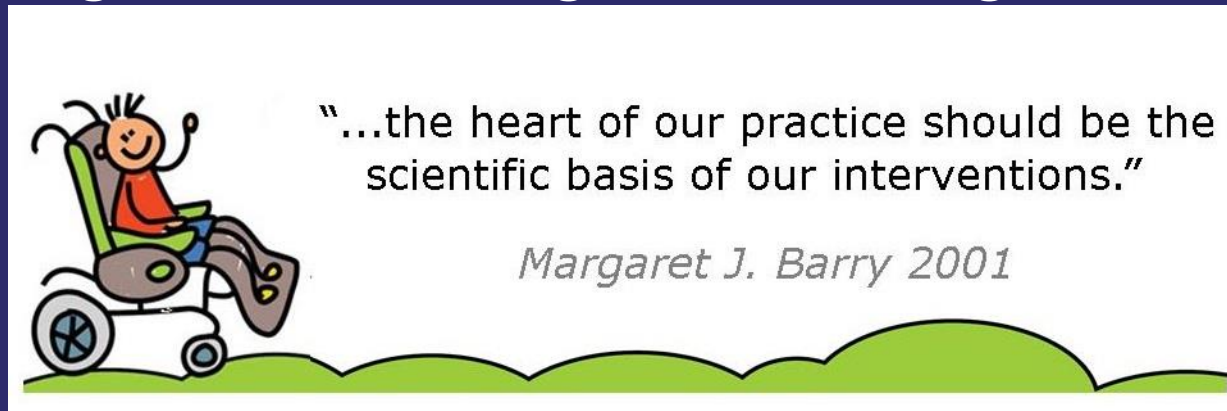 "...the heart of our practice should be the
scientific basis of our interventions."
Margaret J. Barry 2001